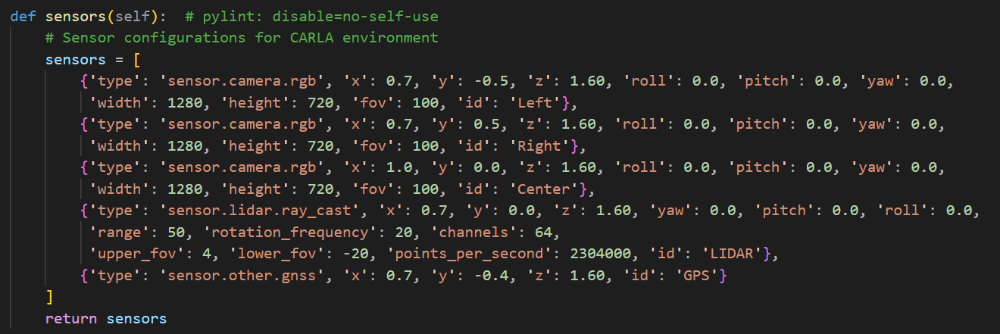 def sensors(self):  # pylint: disable=no-self-use
    # Sensor configurations for CARLA environment
    sensors = [
        {'type': 'sensor.camera.rgb', 'x': 0.7, 'y': -0.5, 'z': 1.60, 'roll': 0.0, 'pitch': 0.0, 'yaw': 0.0,
         'width': 1280, 'height': 720, 'fov': 100, 'id': 'Left'},
        {'type': 'sensor.camera.rgb', 'x': 0.7, 'y': 0.5, 'z': 1.60, 'roll': 0.0, 'pitch': 0.0, 'yaw': 0.0,
         'width': 1280, 'height': 720, 'fov': 100, 'id': 'Right'},
        {'type': 'sensor.camera.rgb', 'x': 1.0, 'y': 0.0, 'z': 1.60, 'roll': 0.0, 'pitch': 0.0, 'yaw': 0.0,
         'width': 1280, 'height': 720, 'fov': 100, 'id': 'Center'},
        {'type': 'sensor.lidar.ray_cast', 'x': 0.7, 'y': 0.0, 'z': 1.60, 'yaw': 0.0, 'pitch': 0.0, 'roll': 0.0,
         'range': 50, 'rotation_frequency': 20, 'channels': 64,
         'upper_fov': 4, 'lower_fov': -20, 'points_per_second': 2304000, 'id': 'LIDAR'},
        {'type': 'sensor.other.gnss', 'x': 0.7, 'y': -0.4, 'z': 1.60, 'id': 'GPS'}
    ]
    return sensors